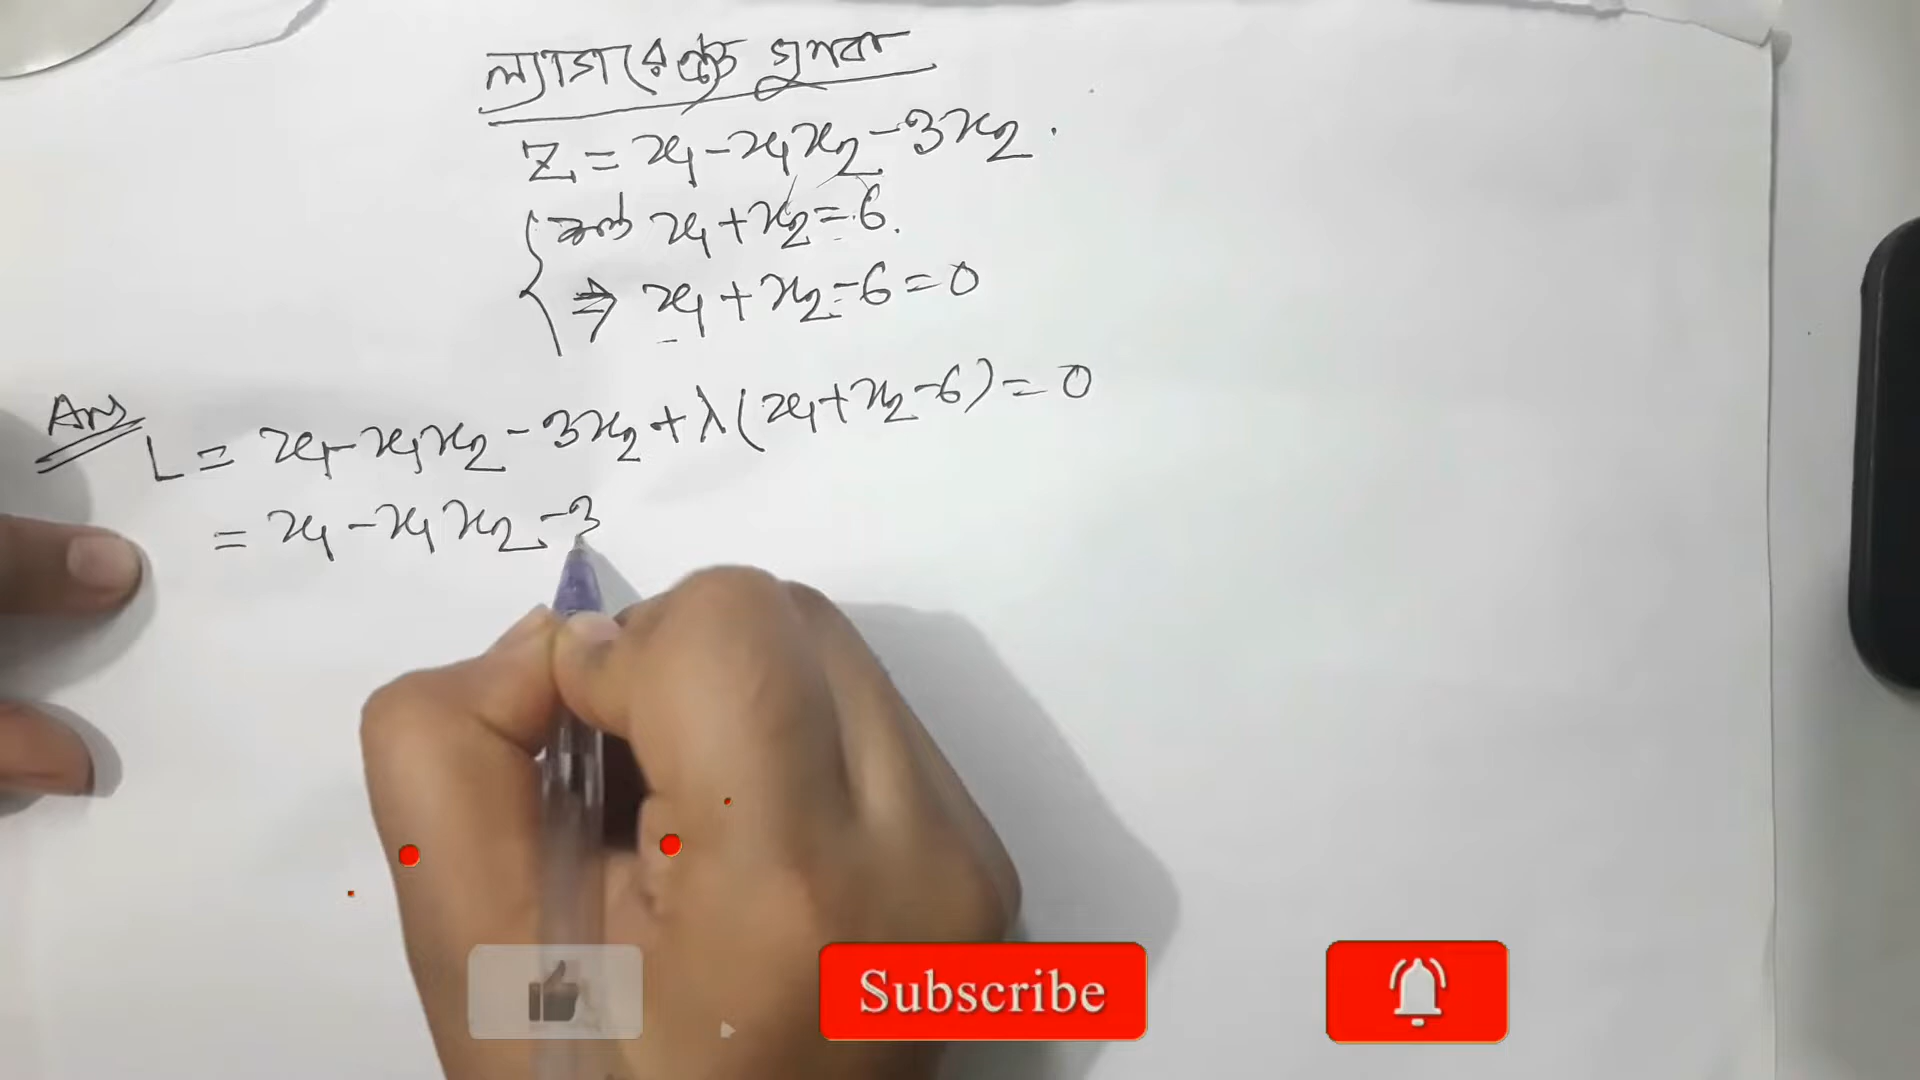 ল্যাগরেঞ্জ গুণক
Z = x₁ - x₁x₂ - 3x₂.
x₁ + x₂ = 6.
⇒ x₁ + x₂ - 6 = 0
Ans
L = x₁ - x₁x₂ - 3x₂ + λ(x₁ + x₂ - 6) = 0
= x₁ - x₁x₂ - 3
Subscribe